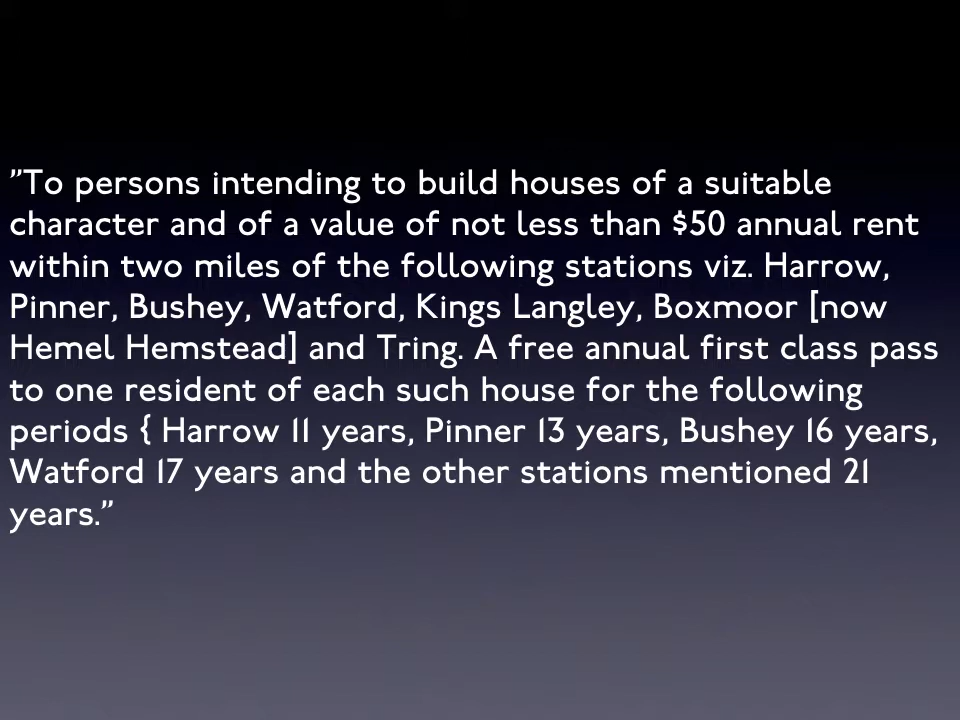 ”To persons intending to build houses of a suitable
character and of a value of not less than $50 annual rent
within two miles of the following stations viz. Harrow,
Pinner, Bushey, Watford, Kings Langley, Boxmoor [now
Hemel Hemstead] and Tring. A free annual first class pass
to one resident of each such house for the following
periods { Harrow 11 years, Pinner 13 years, Bushey 16 years,
Watford 17 years and the other stations mentioned 21
years.”